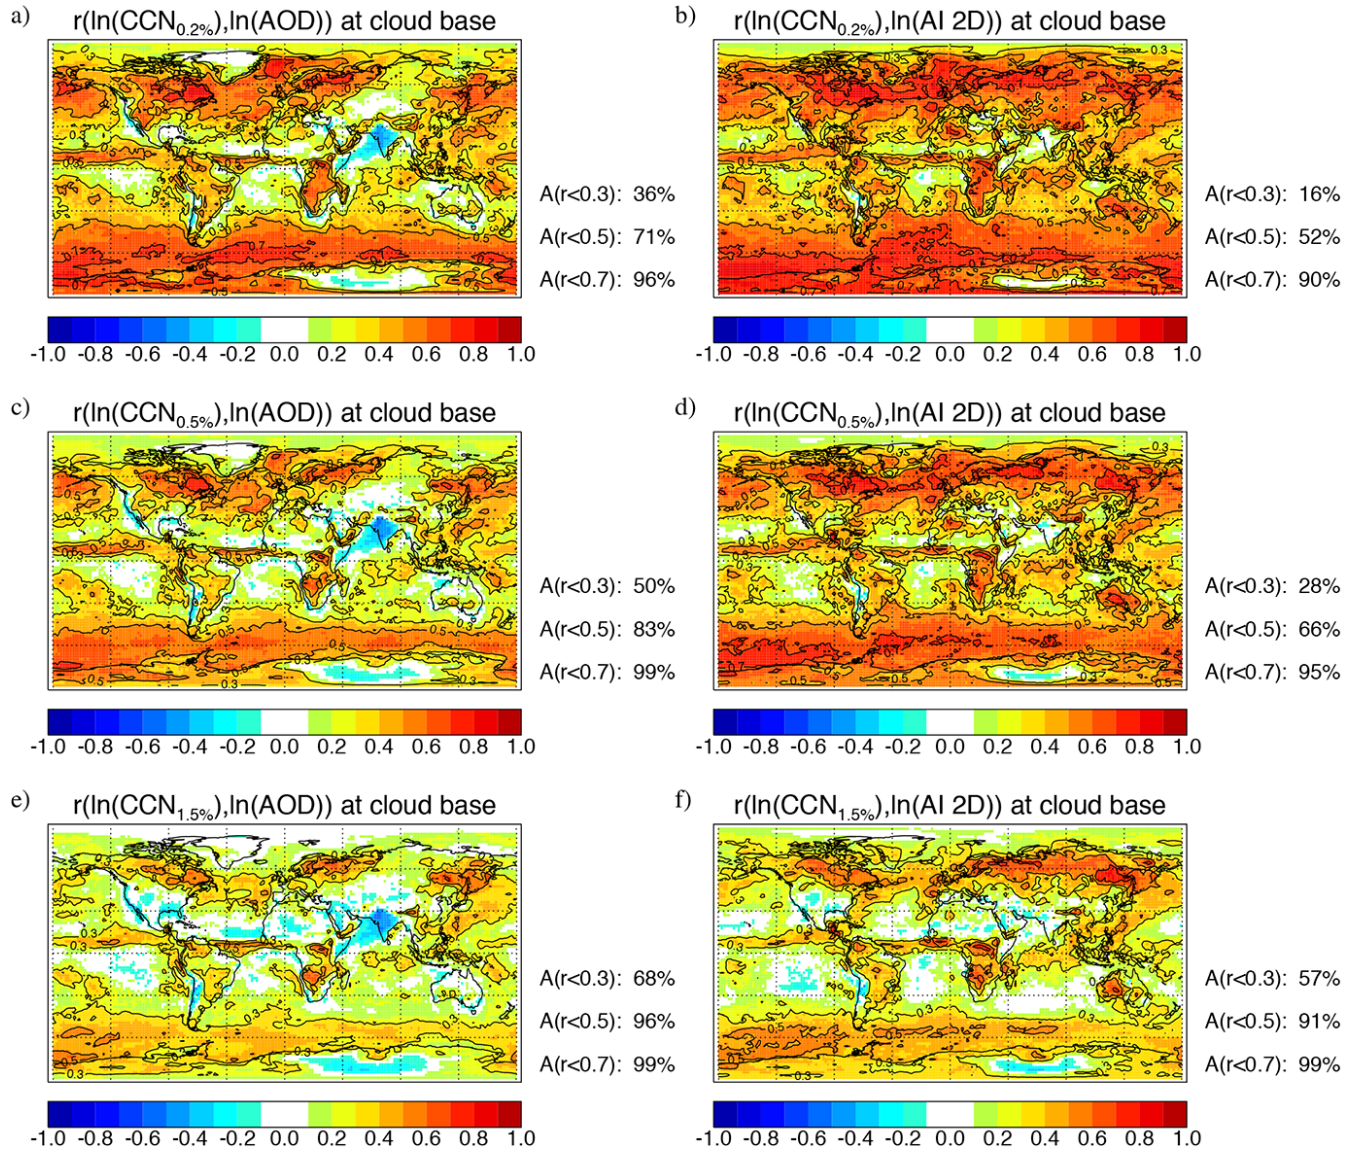 a) r(ln(CCN0.2%),ln(AOD)) at cloud base
A(r<0.3): 36%
A(r<0.5): 71%
A(r<0.7): 96%
-1.0 -0.8 -0.6 -0.4 -0.2 0.0 0.2 0.4 0.6 0.8 1.0
b) r(ln(CCN0.2%),ln(AI 2D)) at cloud base
A(r<0.3): 16%
A(r<0.5): 52%
A(r<0.7): 90%
-1.0 -0.8 -0.6 -0.4 -0.2 0.0 0.2 0.4 0.6 0.8 1.0
c) r(ln(CCN0.5%),ln(AOD)) at cloud base
A(r<0.3): 50%
A(r<0.5): 83%
A(r<0.7): 99%
-1.0 -0.8 -0.6 -0.4 -0.2 0.0 0.2 0.4 0.6 0.8 1.0
d) r(ln(CCN0.5%),ln(AI 2D)) at cloud base
A(r<0.3): 28%
A(r<0.5): 66%
A(r<0.7): 95%
-1.0 -0.8 -0.6 -0.4 -0.2 0.0 0.2 0.4 0.6 0.8 1.0
e) r(ln(CCN1.5%),ln(AOD)) at cloud base
A(r<0.3): 68%
A(r<0.5): 96%
A(r<0.7): 99%
-1.0 -0.8 -0.6 -0.4 -0.2 0.0 0.2 0.4 0.6 0.8 1.0
f) r(ln(CCN1.5%),ln(AI 2D)) at cloud base
A(r<0.3): 57%
A(r<0.5): 91%
A(r<0.7): 99%
-1.0 -0.8 -0.6 -0.4 -0.2 0.0 0.2 0.4 0.6 0.8 1.0